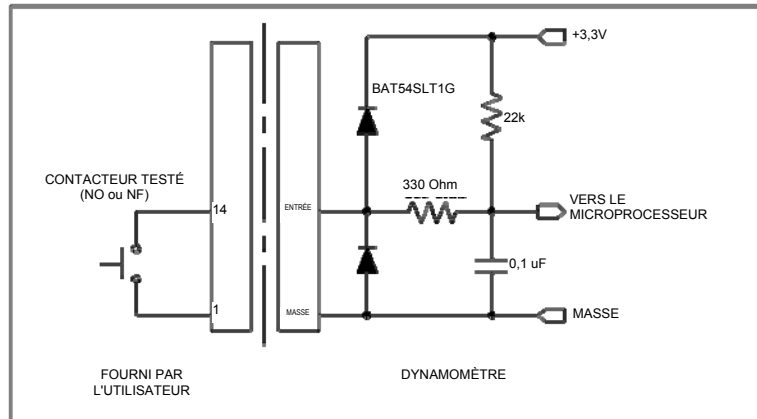 +3,3V
BAT54SLT1G
22k
CONTACTEUR TESTÉ
(NO ou NF)
330 Ohm
14
ENTRÉE
VERS LE
MICROPROCESSEUR
0,1 uF
1
MASSE
MASSE
FOURNI PAR
L'UTILISATEUR
DYNAMOMÈTRE